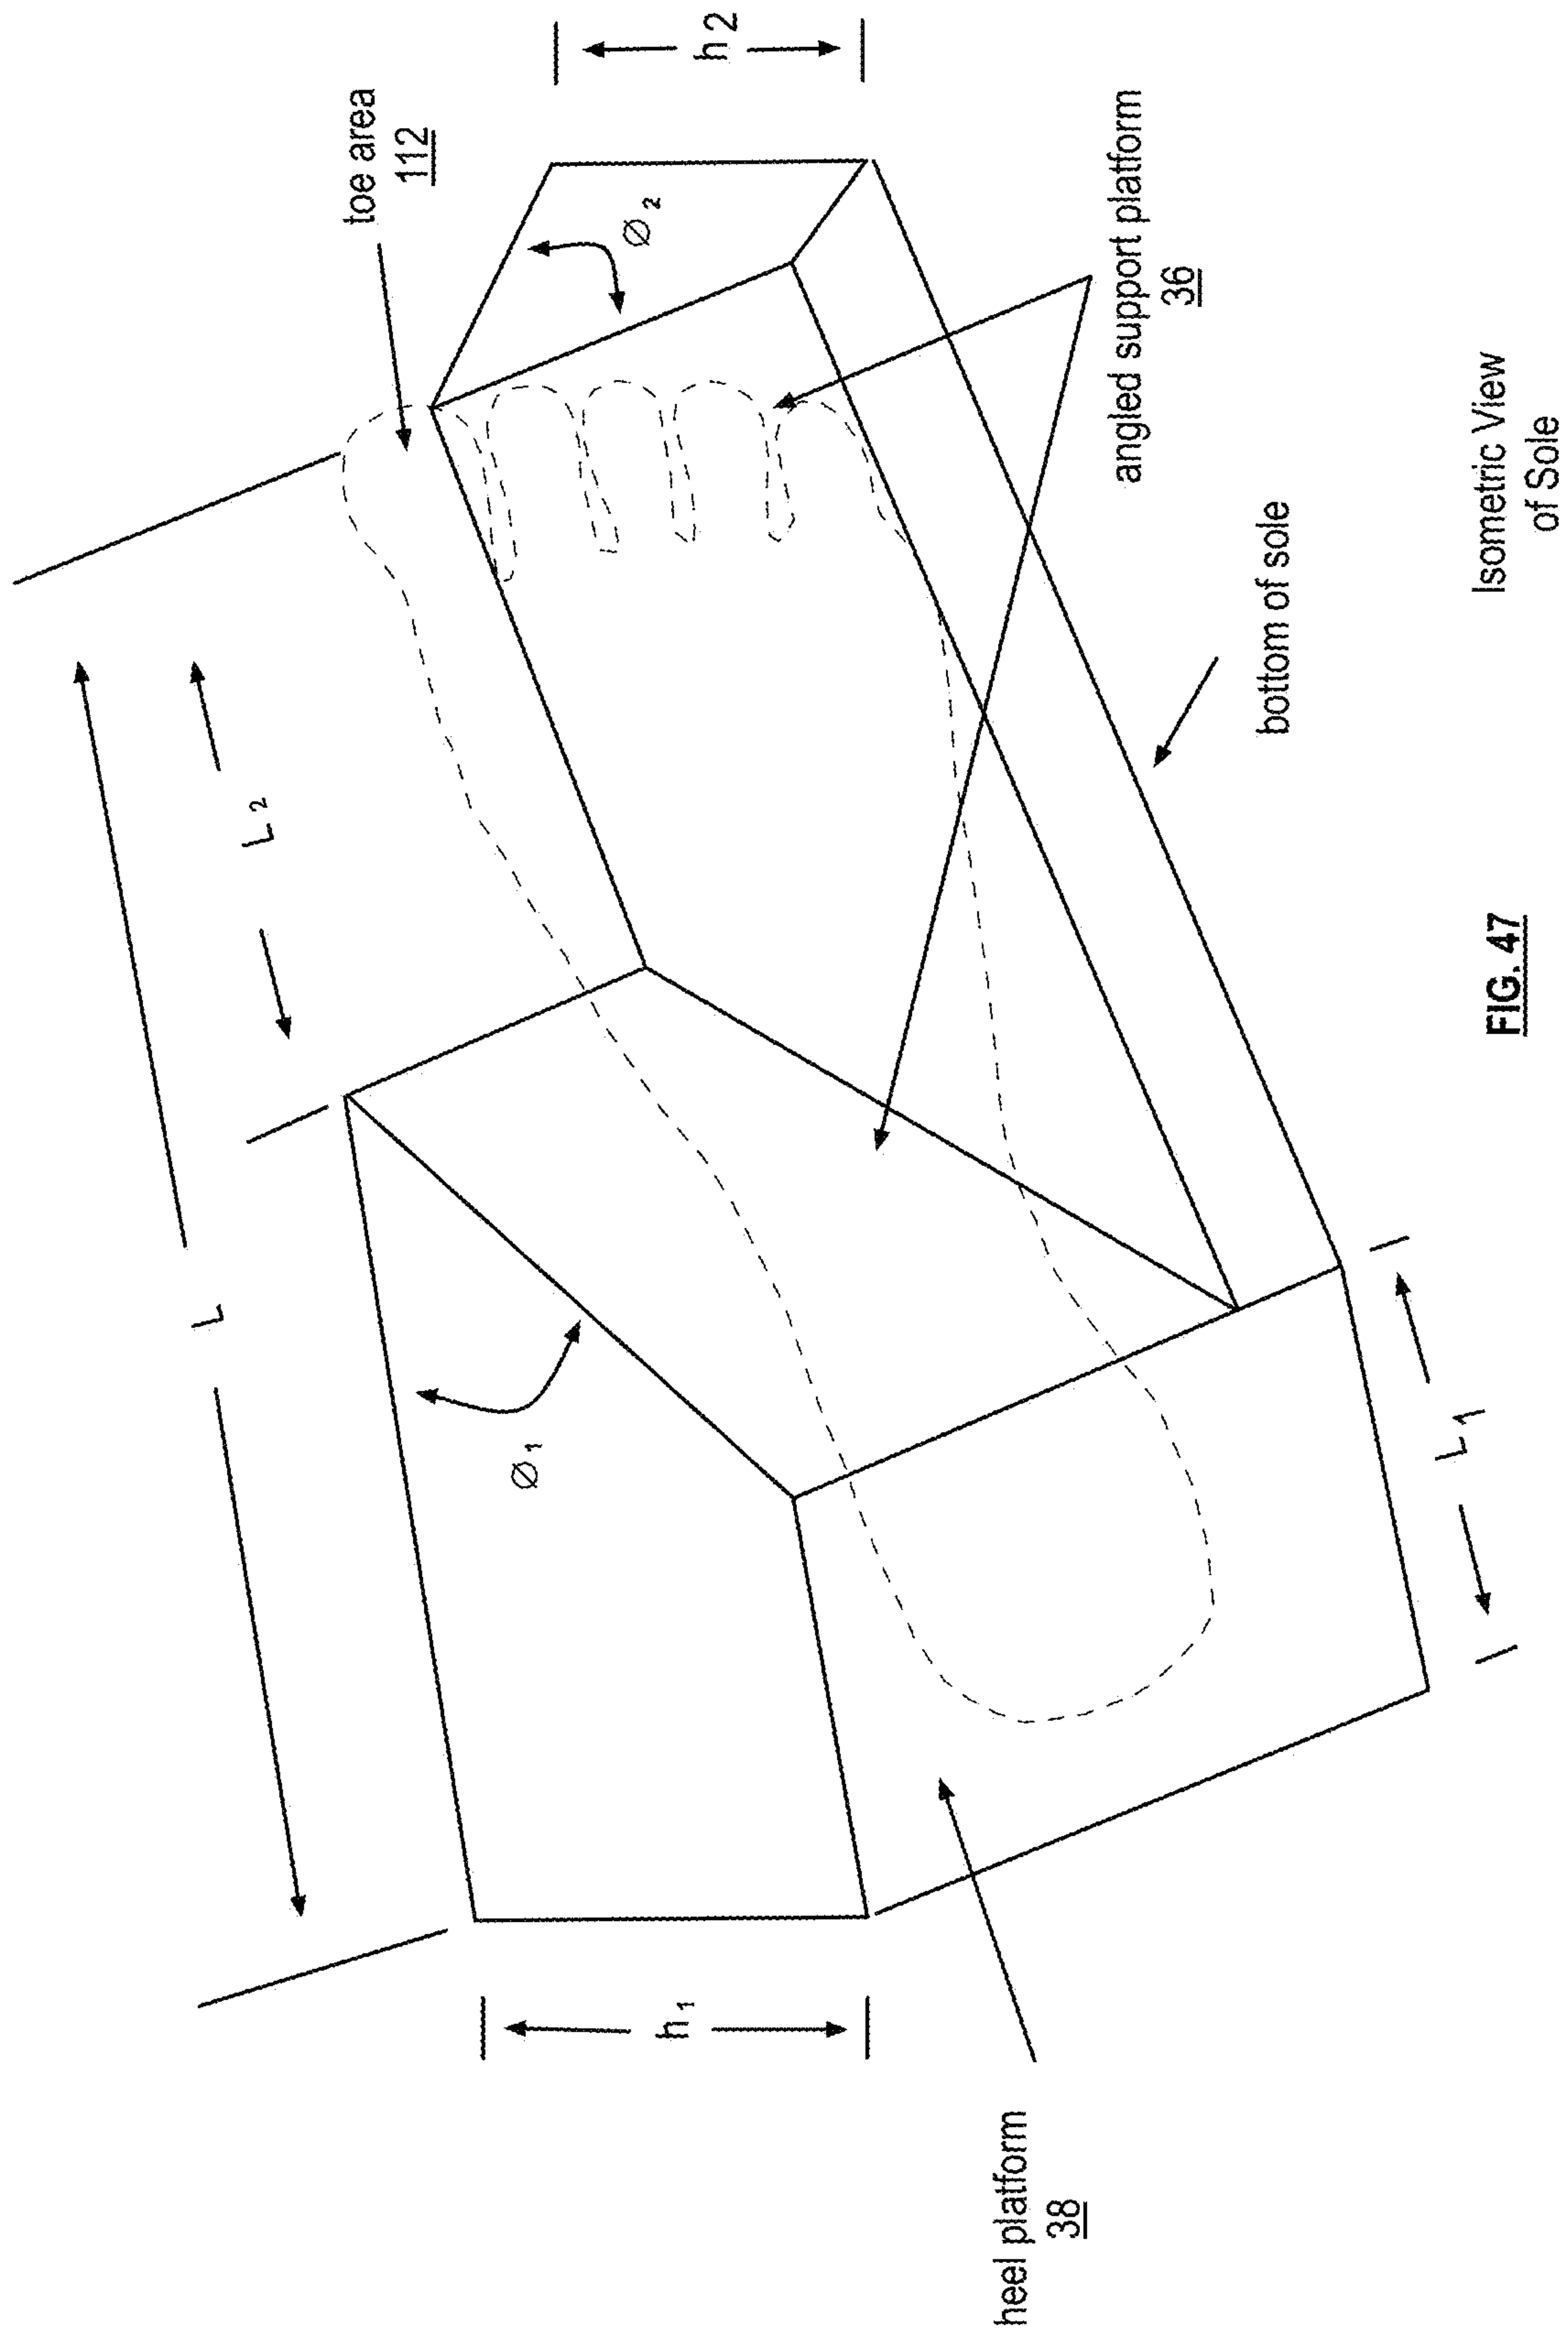 heel platform
38
h₁
L
L₂
Ø₁
toe area
112
h2
Ø₂
angled support platform
36
L₁
bottom of sole
FIG. 47
Isometric View
of Sole